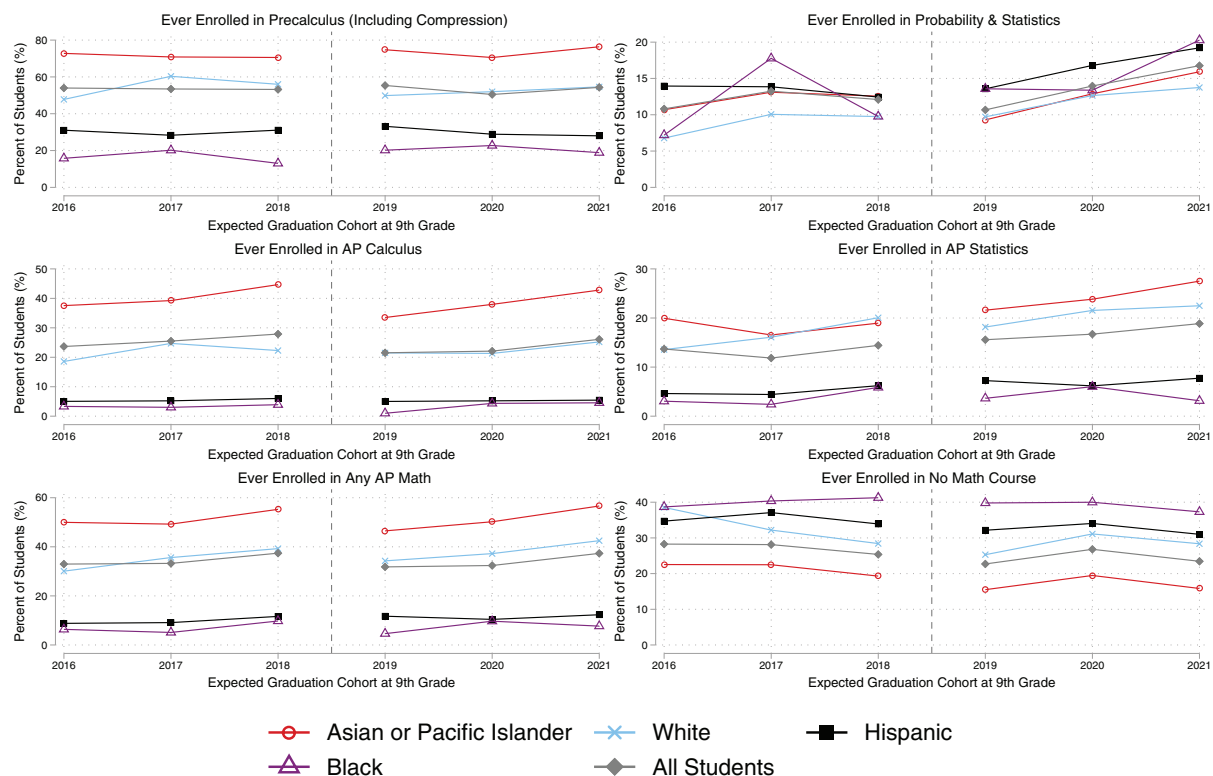 Ever Enrolled in Precalculus (Including Compression)
Percent of Students (%)
80
60
40
20
0
2016 2017 2018 2019 2020 2021
Expected Graduation Cohort at 9th Grade
Ever Enrolled in Probability & Statistics
Percent of Students (%)
20
15
10
5
0
2016 2017 2018 2019 2020 2021
Expected Graduation Cohort at 9th Grade
Ever Enrolled in AP Calculus
Percent of Students (%)
50
40
30
20
10
0
2016 2017 2018 2019 2020 2021
Expected Graduation Cohort at 9th Grade
Ever Enrolled in AP Statistics
Percent of Students (%)
30
20
10
0
2016 2017 2018 2019 2020 2021
Expected Graduation Cohort at 9th Grade
Ever Enrolled in Any AP Math
Percent of Students (%)
60
40
20
0
2016 2017 2018 2019 2020 2021
Expected Graduation Cohort at 9th Grade
Ever Enrolled in No Math Course
Percent of Students (%)
40
30
20
10
0
2016 2017 2018 2019 2020 2021
Expected Graduation Cohort at 9th Grade
Asian or Pacific Islander White Hispanic
Black All Students